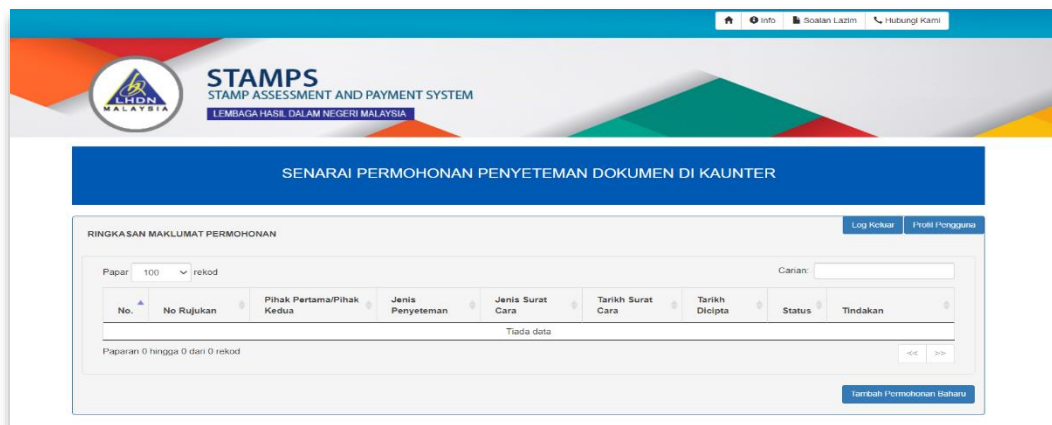 Info Soalan Lazim Hubungi Kami
LHDN
MALAYSIA
STAMPS
STAMP ASSESSMENT AND PAYMENT SYSTEM
LEMBAGA HASIL DALAM NEGERI MALAYSIA
SENARAI PERMOHONAN PENYETEMAN DOKUMEN DI KAUNTER
Log Keluar Profil Pengguna
RINGKASAN MAKLUMAT PERMOHONAN
Papar 100 rekod Carian:
No. No Rujukan Pihak Pertama/Pihak Kedua Jenis Penyeteman Jenis Surat Cara Tarikh Surat Cara Tarikh Dicipta Status Tindakan
Tiada data
Paparan 0 hingga 0 dari 0 rekod << >>
Tambah Permohonan Baharu